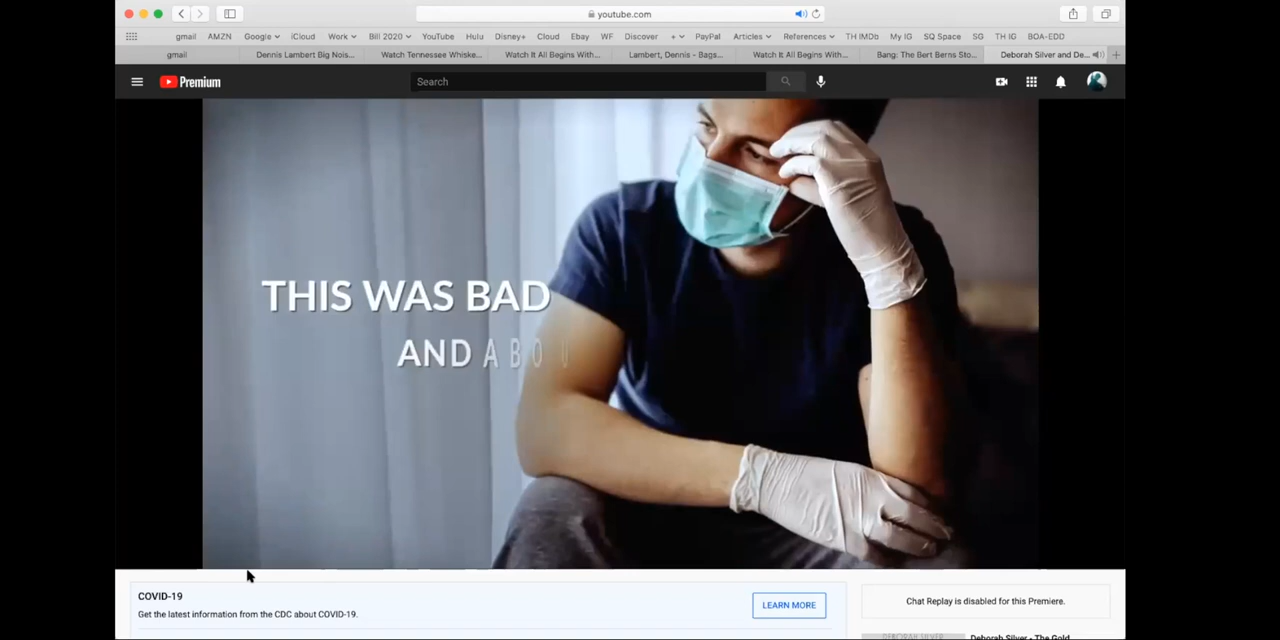 youtube.com
gmail
AMZN
Google
iCloud
Work
Bill 2020
YouTube
Hulu
Disney+
Cloud
Ebay
WF
Discover
+
PayPal
Articles
References
TH IMDb
My IG
SQ Space
SG
TH IG
BOA-EDD
gmail
Dennis Lambert Big Nois...
Watch Tennessee Whiske...
Watch It All Begins With...
Lambert, Dennis - Bags...
Watch It All Begins With...
Bang: The Bert Berns Sto...
Deborah Silver and De...
Premium
Search
THIS WAS BAD
AND ABOU
COVID-19
Get the latest information from the CDC about COVID-19.
LEARN MORE
Chat Replay is disabled for this Premiere.
DEBORAH SILVER
Deborah Silver - The Gold